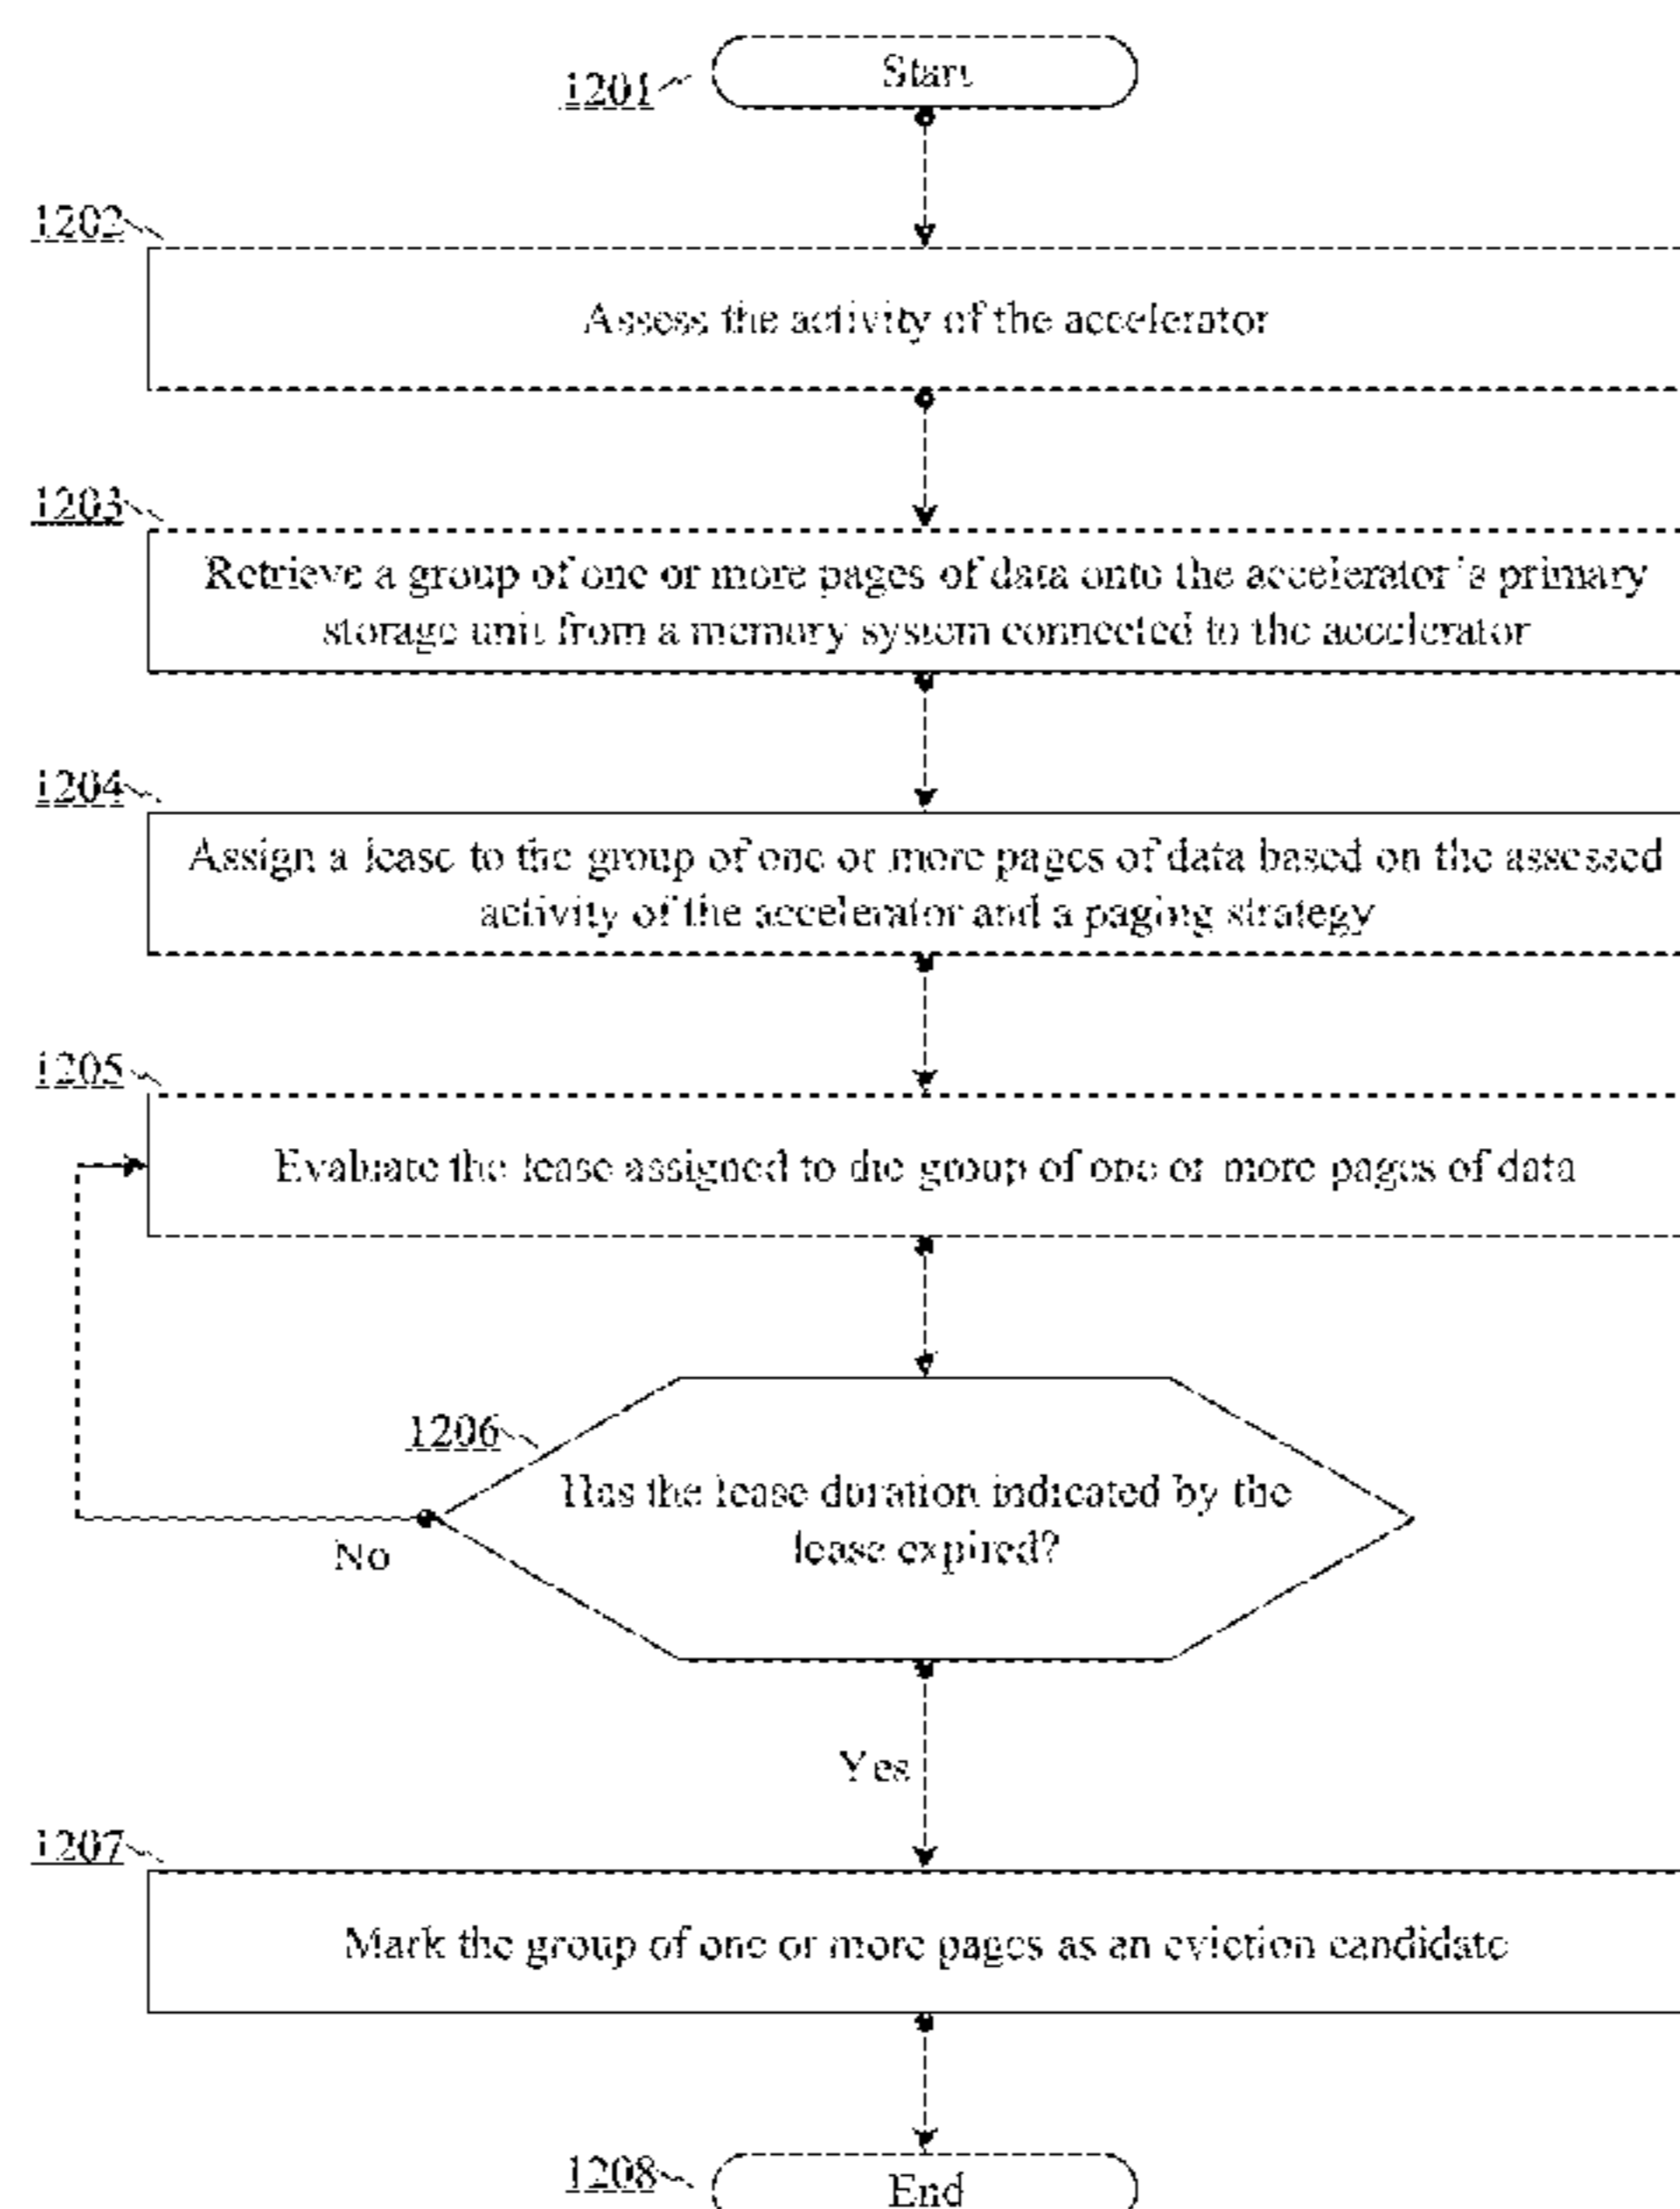 1201
Start
1202
Assess the activity of the accelerator
1203
Retrieve a group of one or more pages of data onto the accelerator's primary
storage unit from a memory system connected to the accelerator
1204
Assign a lease to the group of one or more pages of data based on the assessed
activity of the accelerator and a paging strategy
1205
Evaluate the lease assigned to the group of one or more pages of data
1206
Has the lease duration indicated by the
lease expired?
No
Yes
1207
Mark the group of one or more pages as an eviction candidate
1208
End